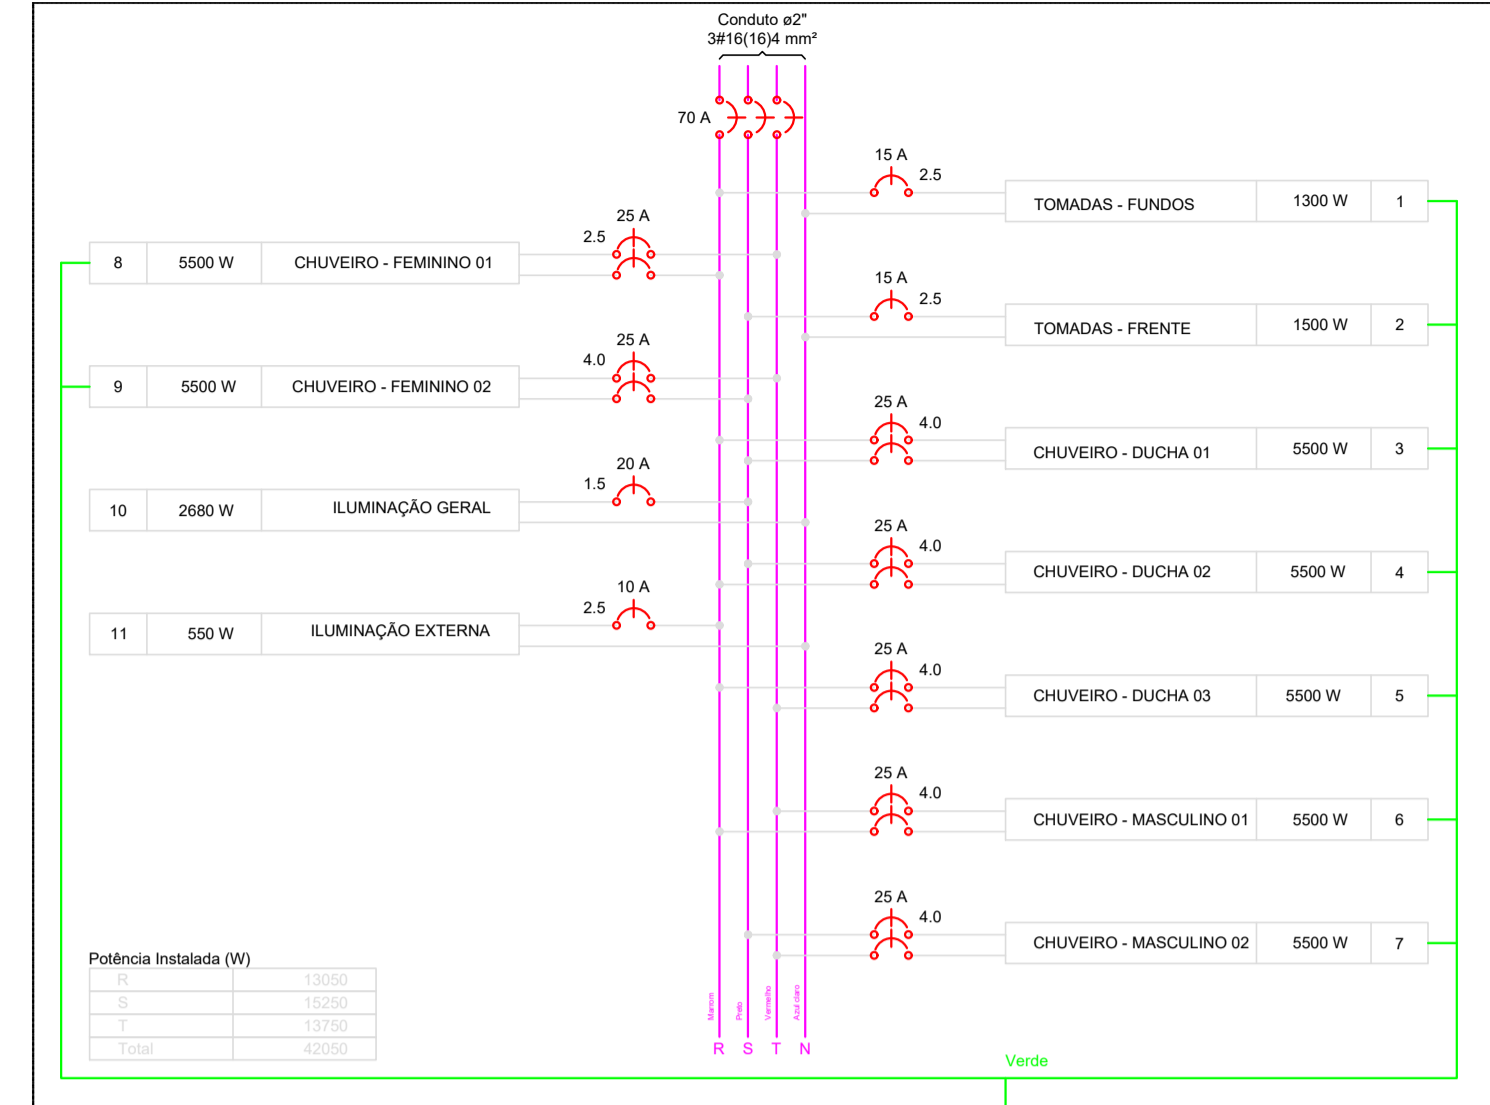 Conduto ø2"
3#16(16)4 mm²
70 A
15 A
2.5
TOMADAS - FUNDOS 1300 W 1
25 A
2.5
8 5500 W CHUVEIRO - FEMININO 01
15 A
2.5
TOMADAS - FRENTE 1500 W 2
25 A
4.0
9 5500 W CHUVEIRO - FEMININO 02
25 A
4.0
CHUVEIRO - DUCHA 01 5500 W 3
20 A
1.5
10 2680 W ILUMINAÇÃO GERAL
25 A
4.0
CHUVEIRO - DUCHA 02 5500 W 4
10 A
2.5
11 550 W ILUMINAÇÃO EXTERNA
25 A
4.0
CHUVEIRO - DUCHA 03 5500 W 5
25 A
4.0
CHUVEIRO - MASCULINO 01 5500 W 6
25 A
4.0
CHUVEIRO - MASCULINO 02 5500 W 7
Potência Instalada (W)
R 13050
S 15250
T 13750
Total 42050
Marrom
Preto
Vermelho
Azul claro
R S T N
Verde